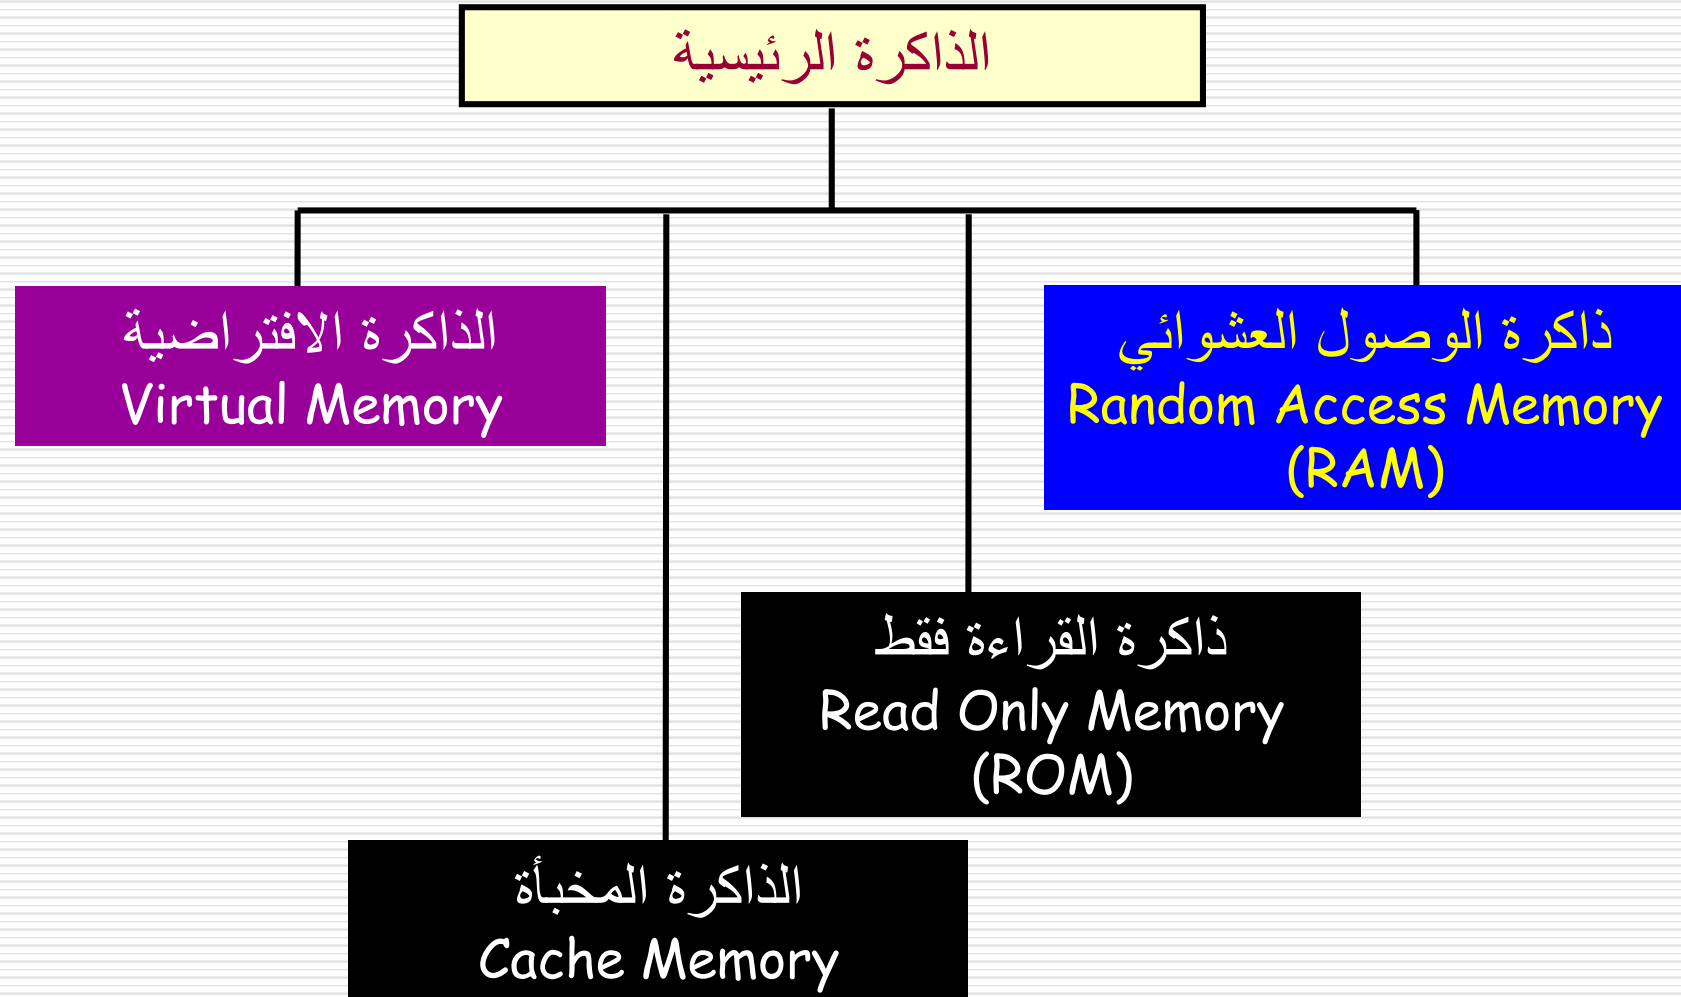 الذاكرة الرئيسية
ذاكرة الوصول العشوائي
Random Access Memory
(RAM)
الذاكرة الافتراضية
Virtual Memory
ذاكرة القراءة فقط
Read Only Memory
(ROM)
الذاكرة المخبأة
Cache Memory